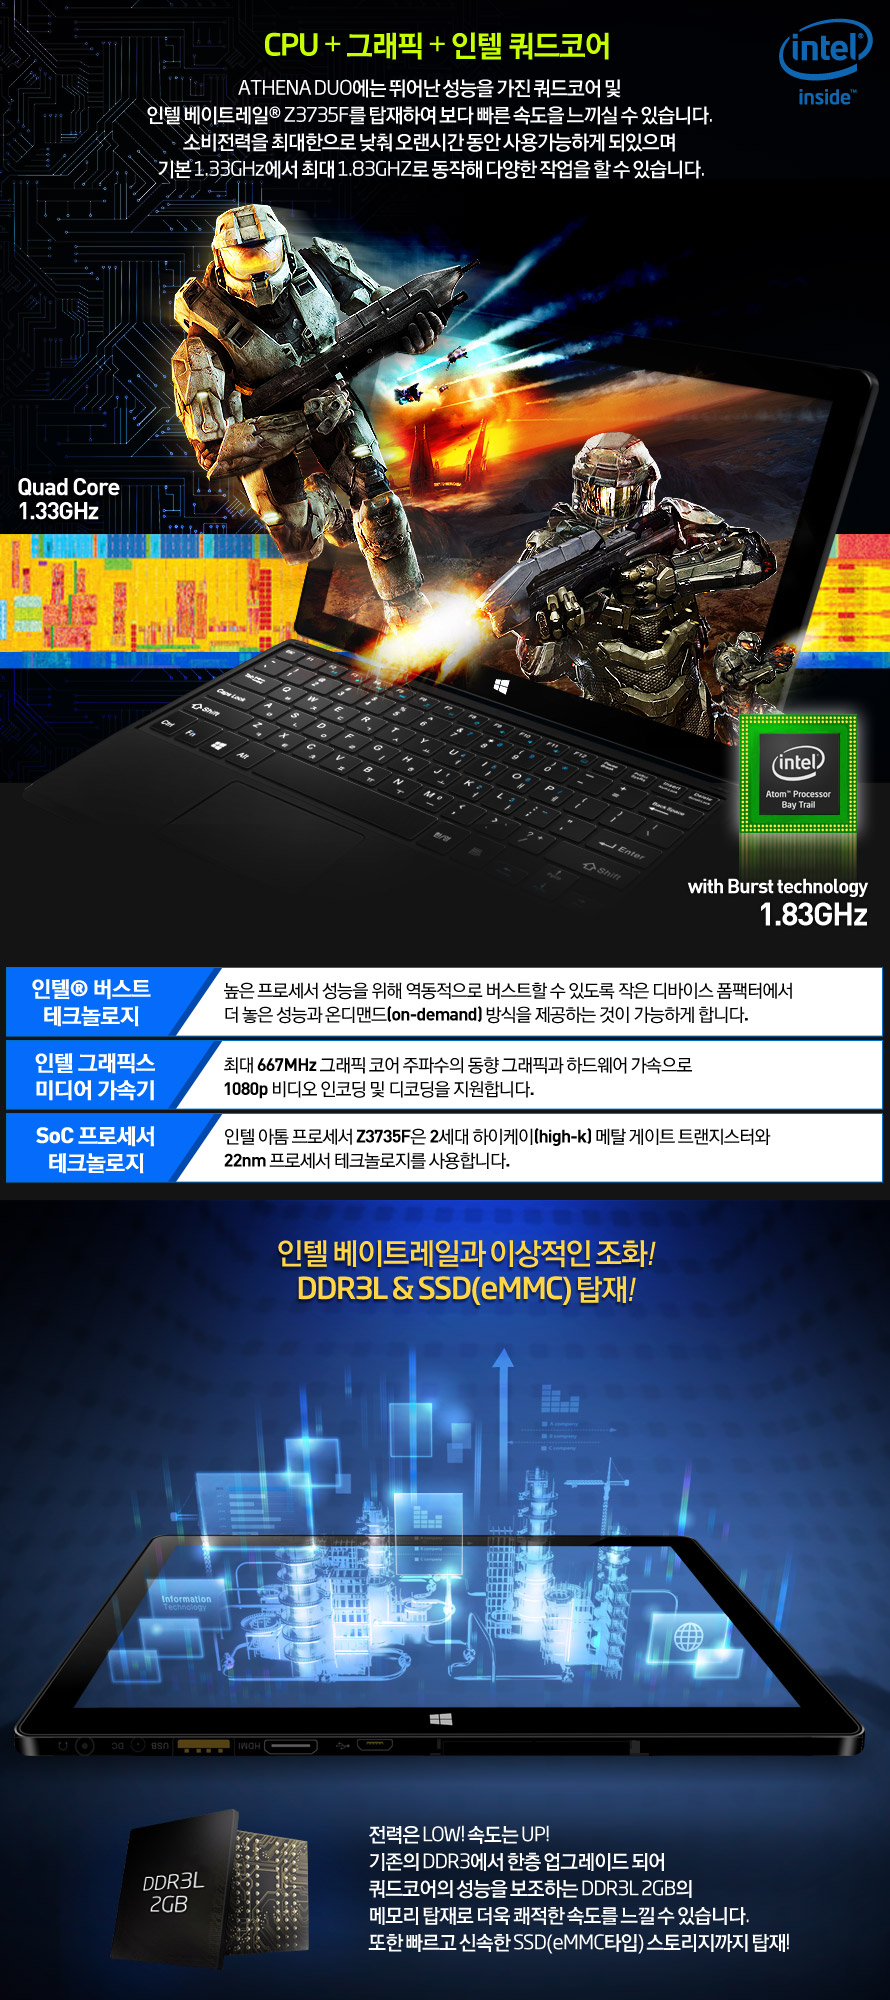 CPU + 그래픽 + 인텔 쿼드코어
intel®
inside™
ATHENA DUO에는 뛰어난 성능을 가진 쿼드코어 및
인텔 베이트레일® Z3735F를 탑재하여 보다 빠른 속도을 느끼실 수 있습니다.
소비전력을 최대한으로 낮춰 오랜시간 동안 사용가능하게 되있으며
기본 1.33GHz에서 최대 1.83GHZ로 동작해 다양한 작업을 할 수 있습니다.
Quad Core
1.33GHz
Caps Lock
Shift
Ctrl
Fn
Alt
한/영
Back Space
Enter
Shift
intel
Atom™ Processor
Bay Trail
with Burst technology
1.83GHz
인텔® 버스트
테크놀로지
높은 프로세서 성능을 위해 역동적으로 버스트할 수 있도록 작은 디바이스 폼팩터에서
더 놓은 성능과 온디맨드(on-demand) 방식을 제공하는 것이 가능하게 합니다.
인텔 그래픽스
미디어 가속기
최대 667MHz 그래픽 코어 주파수의 동향 그래픽과 하드웨어 가속으로
1080p 비디오 인코딩 및 디코딩을 지원합니다.
SoC 프로세서
테크놀로지
인텔 아톰 프로세서 Z3735F은 2세대 하이케이(high-k) 메탈 게이트 트랜지스터와
22nm 프로세서 테크놀로지를 사용합니다.
인텔 베이트레일과 이상적인 조화!
DDR3L & SSD(eMMC) 탑재!
A company
B company
C company
Information
Technology
DC
USB
HDMI
DDR3L
2GB
전력은 LOW! 속도는 UP!
기존의 DDR3에서 한층 업그레이드 되어
쿼드코어의 성능을 보조하는 DDR3L 2GB의
메모리 탑재로 더욱 쾌적한 속도를 느낄 수 있습니다.
또한 빠르고 신속한 SSD(eMMC타입) 스토리지까지 탑재!